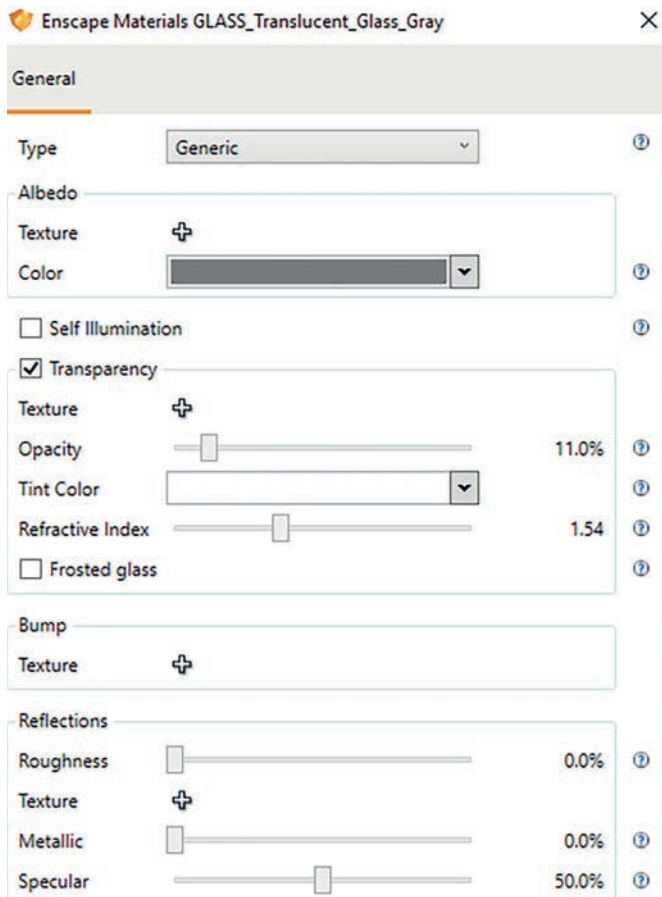 Enscape Materials GLASS_Translucent_Glass_Gray
General
Type Generic
Albedo
Texture
Color
Self Illumination
Transparency
Texture
Opacity 11.0%
Tint Color
Refractive Index 1.54
Frosted glass
Bump
Texture
Reflections
Roughness 0.0%
Texture
Metallic 0.0%
Specular 50.0%